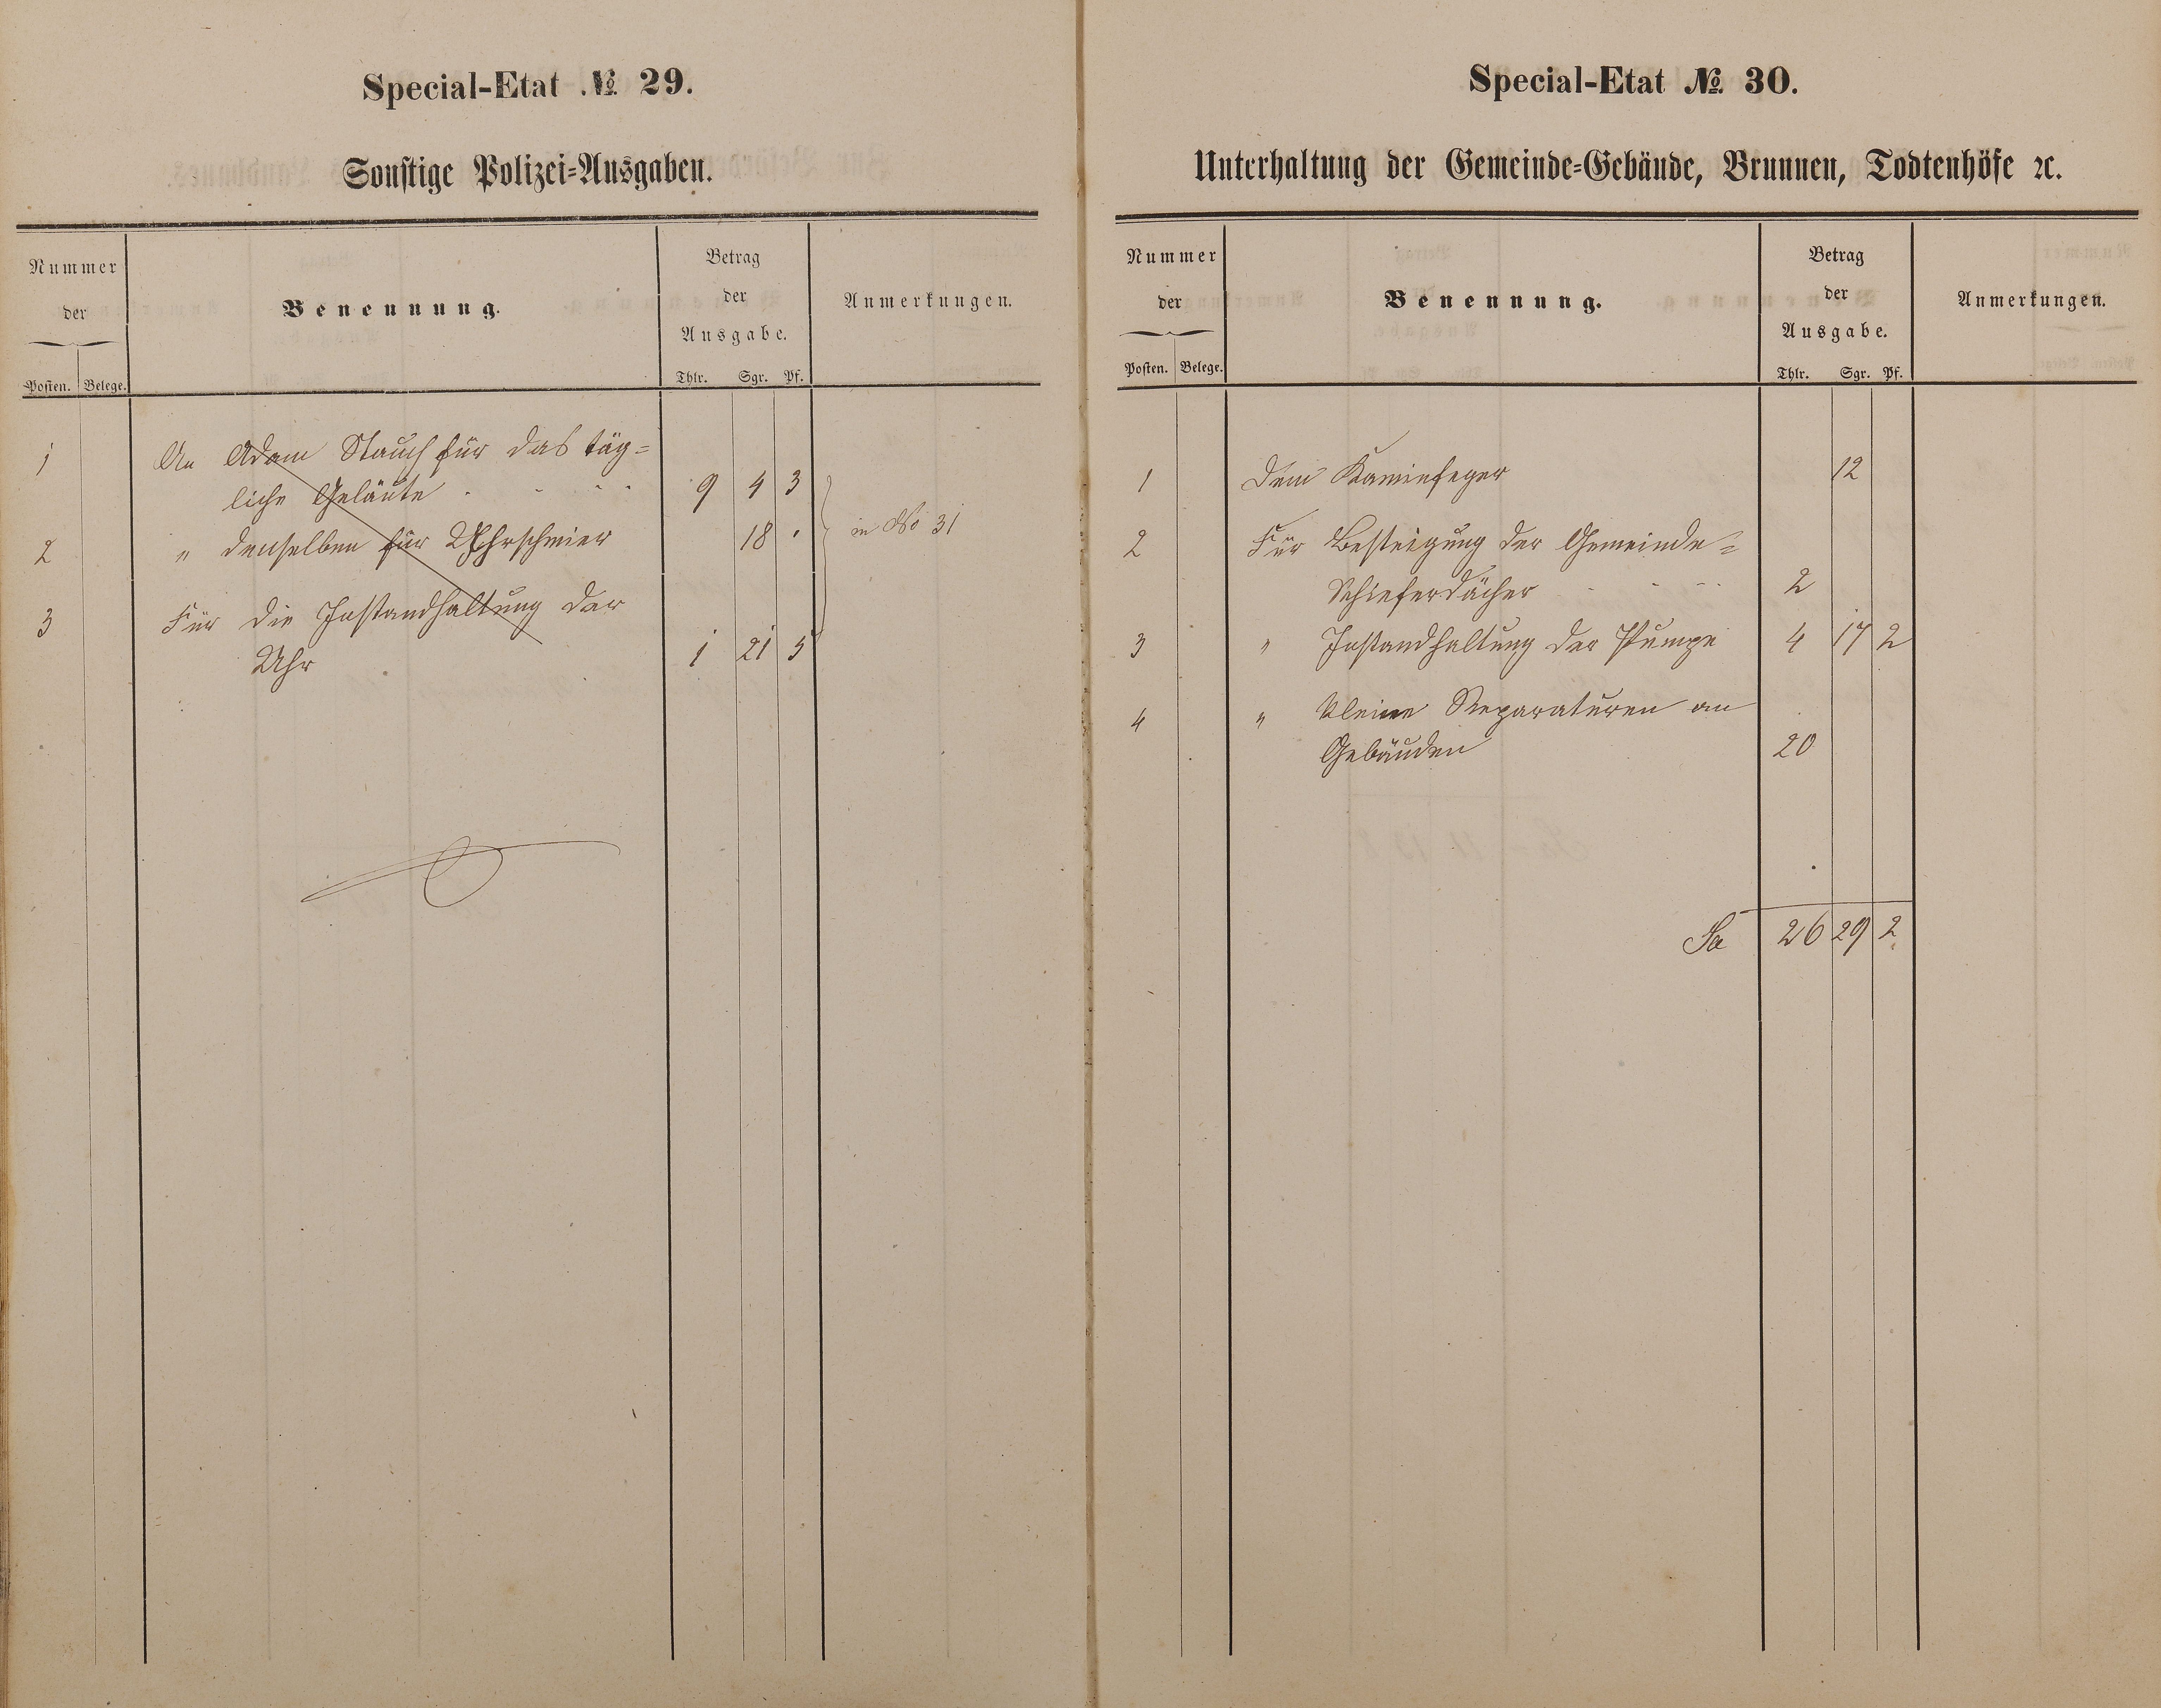 Special-Etat № 29.
Sonstige Polizei-Ausgaben.
Nummer
der
Posten. Belege.
Benennung.
Betrag
der
Ausgabe.
Thlr. Sgr. Pf.
Anmerkungen.
1 An Adam Stauch für das täg=
liche Geläute . - - - 9 4 3
2 " denselben für Uhrschmier 18 "
in No 31
3 Für die Instandhaltung der
Uhr 1 21 5
Special-Etat № 30.
Unterhaltung der Gemeinde-Gebäude, Brunnen, Todtenhöfe ꝛc.
Nummer
der
Posten. Belege.
Benennung.
Betrag
der
Ausgabe.
Thlr. Sgr. Pf.
Anmerkungen.
1 Dem Kaminfeger 12
2 Für Besteigung der Gemeinde=
Schieferdächer - - - 2
3 " Instandhaltung der Pumpe 4 17 2
4 " kleine Reparaturen an
Gebäuden 20
Sa 26 29 2